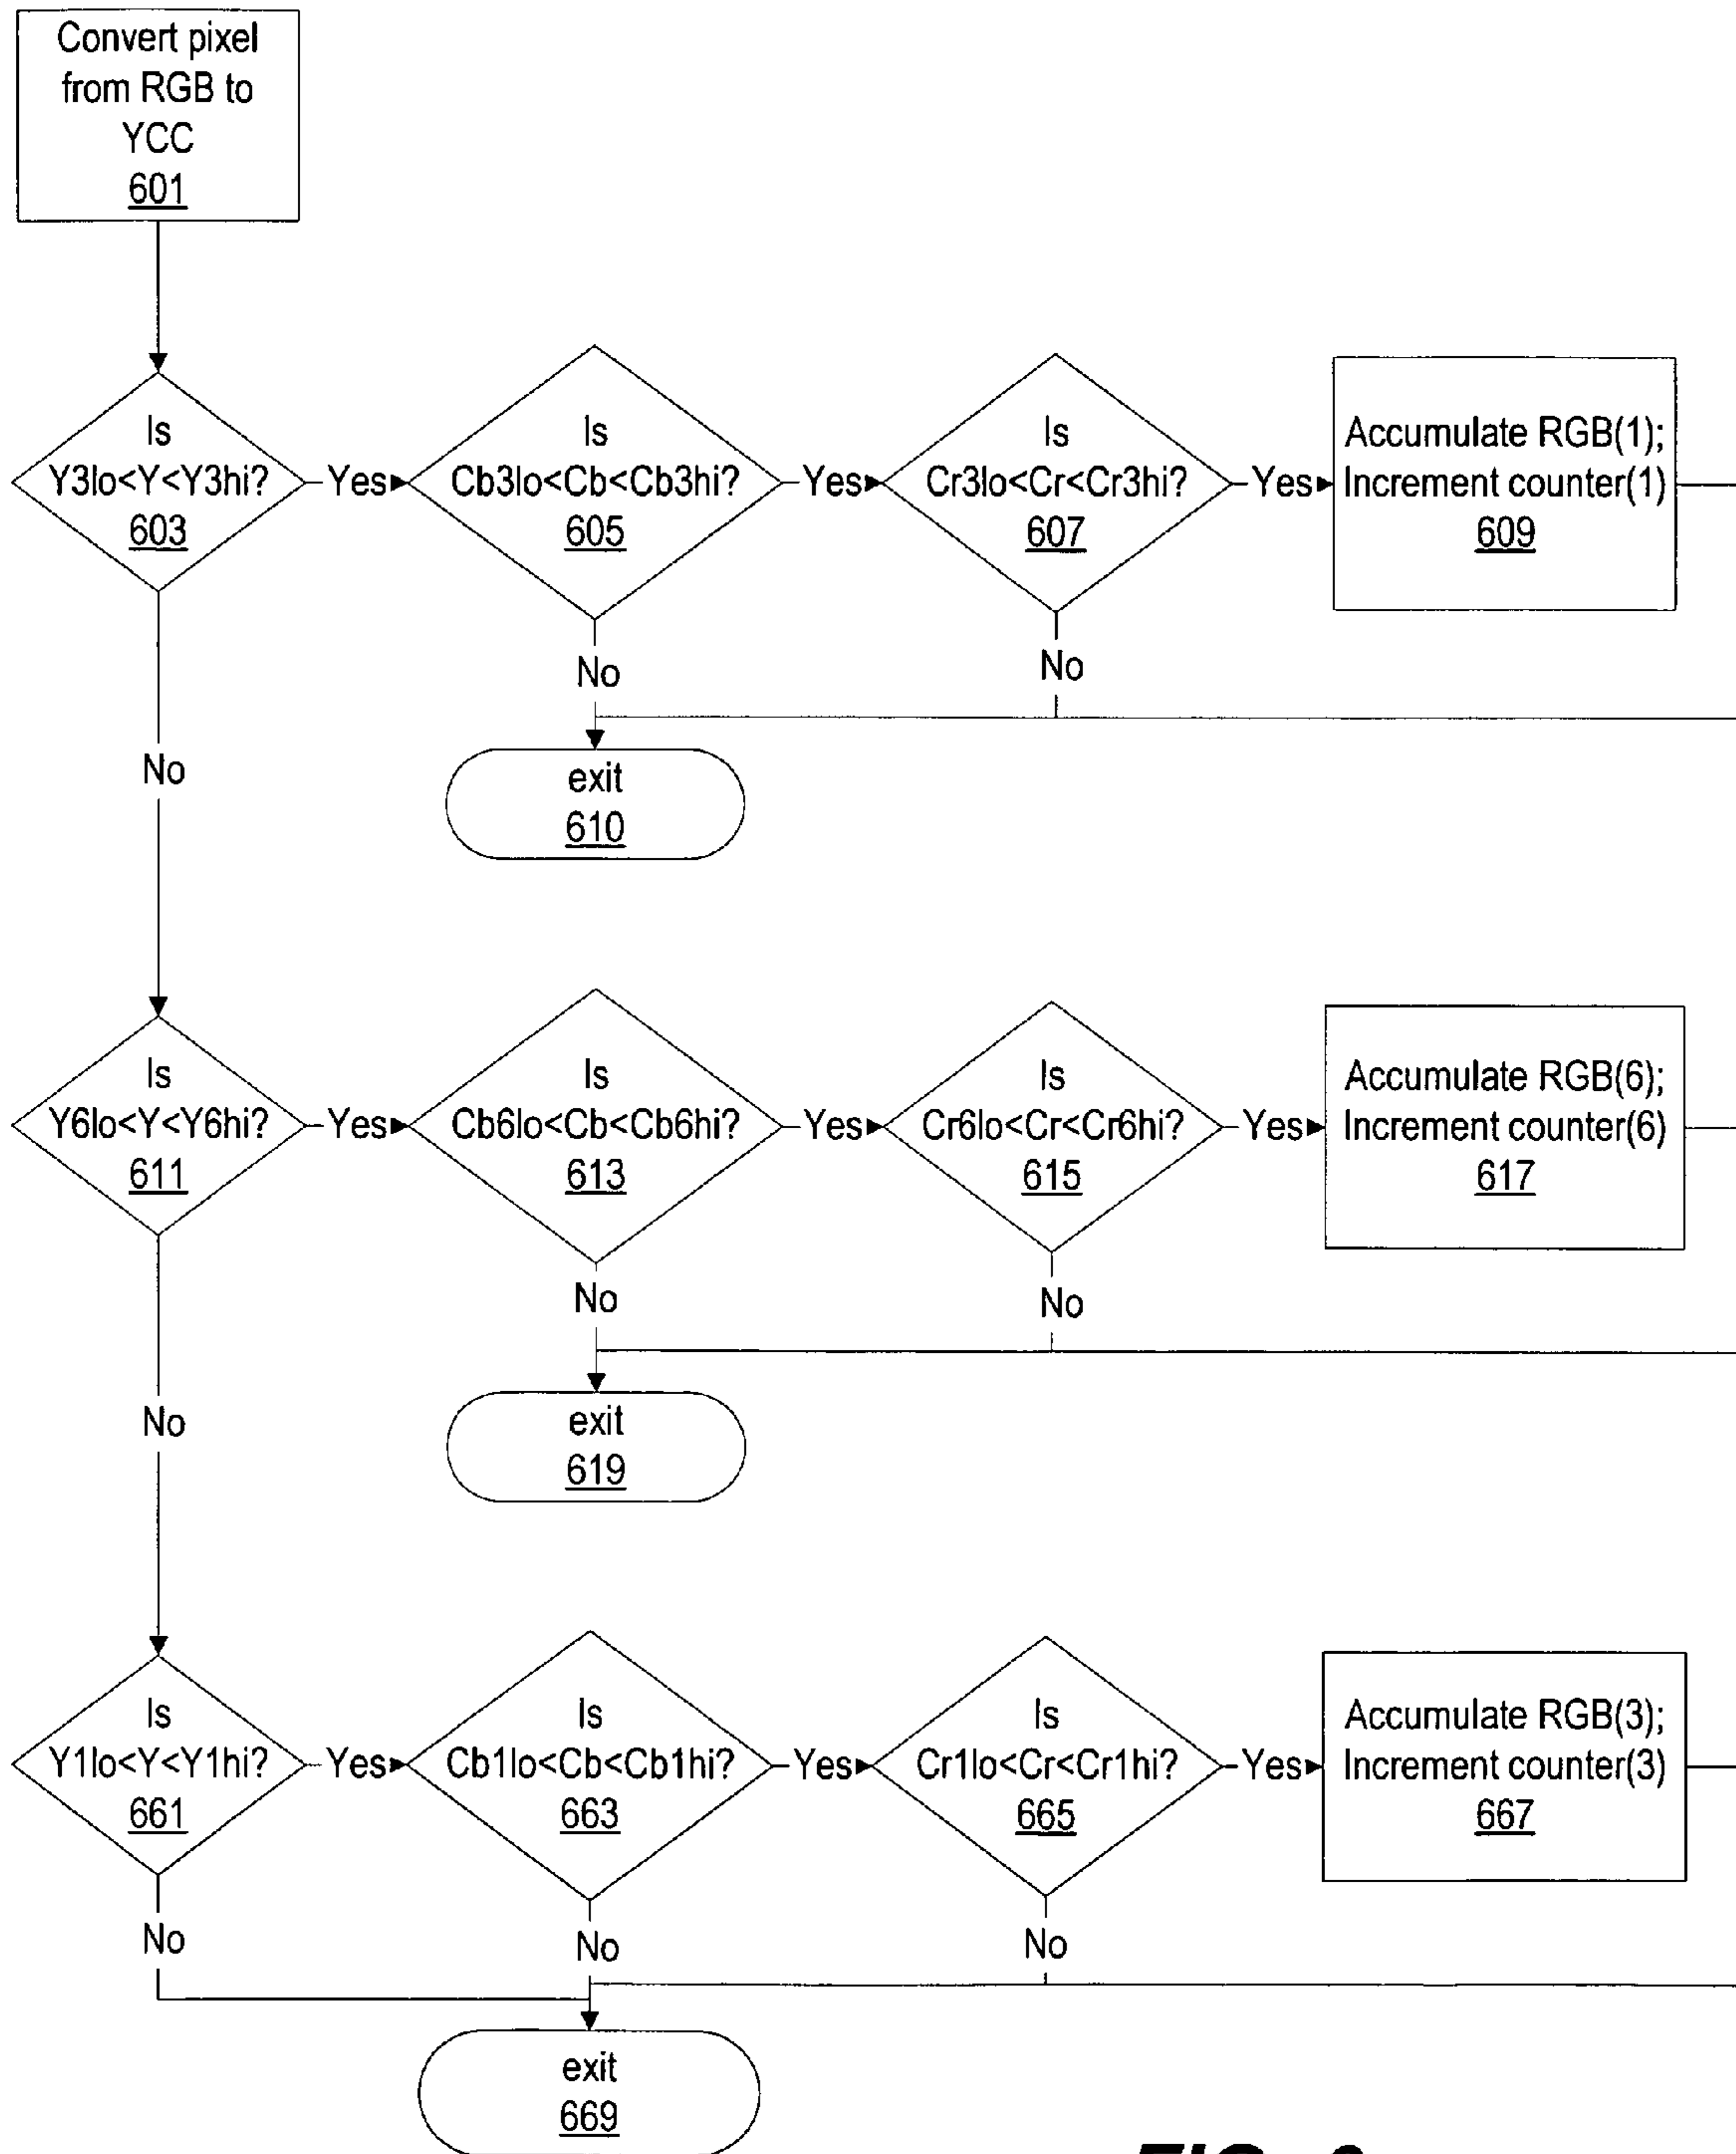 Convert pixel
from RGB to
YCC
601
Is
Y3lo<Y<Y3hi?
603
Yes
Is
Cb3lo<Cb<Cb3hi?
605
Yes
Is
Cr3lo<Cr<Cr3hi?
607
Yes
Accumulate RGB(1);
Increment counter(1)
609
No
No
No
exit
610
Is
Y6lo<Y<Y6hi?
611
Yes
Is
Cb6lo<Cb<Cb6hi?
613
Yes
Is
Cr6lo<Cr<Cr6hi?
615
Yes
Accumulate RGB(6);
Increment counter(6)
617
No
No
No
exit
619
Is
Y1lo<Y<Y1hi?
661
Yes
Is
Cb1lo<Cb<Cb1hi?
663
Yes
Is
Cr1lo<Cr<Cr1hi?
665
Yes
Accumulate RGB(3);
Increment counter(3)
667
No
No
No
exit
669